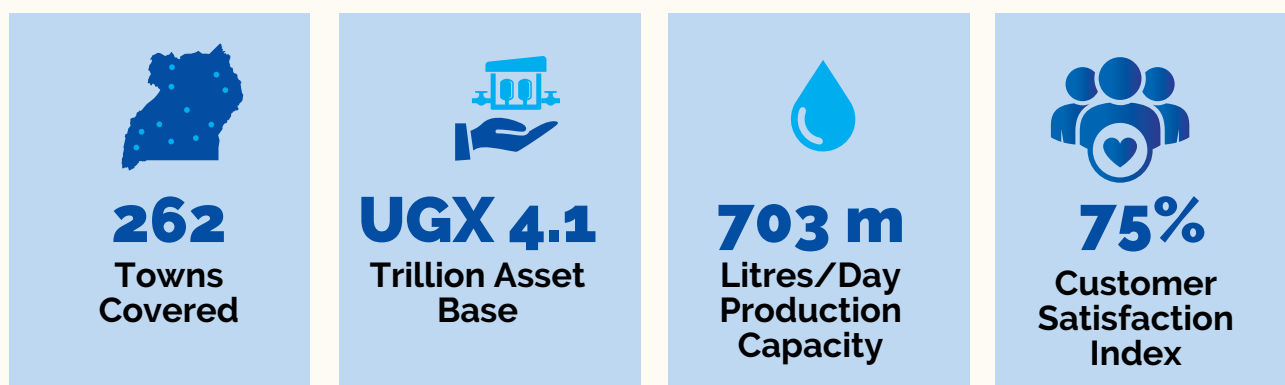 262
Towns
Covered
UGX 4.1
Trillion Asset
Base
703 m
Litres/Day
Production
Capacity
75%
Customer
Satisfaction
Index